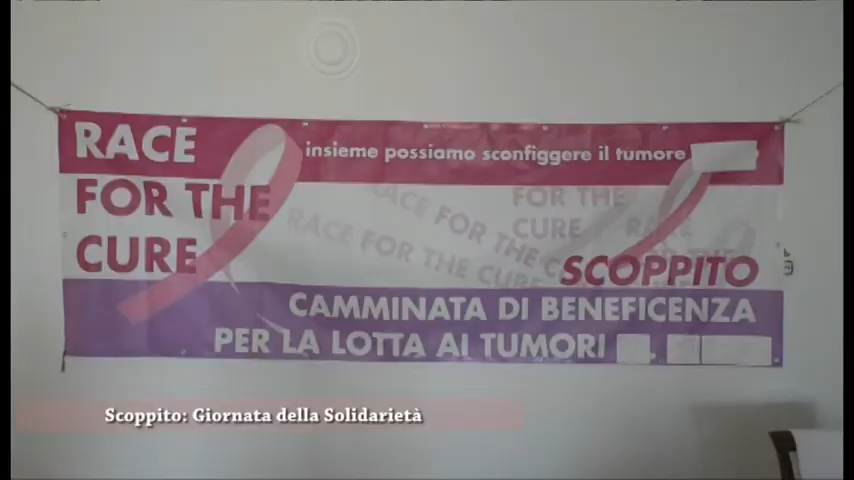 RACE
FOR THE
CURE
insieme possiamo sconfiggere il tumore
RACE FOR THE CURE
RACE FOR THE CURE
FOR THE
CURE
RACE
SCOPPITO
CAMMINATA DI BENEFICENZA
PER LA LOTTA AI TUMORI
Scoppito: Giornata della Solidarietà